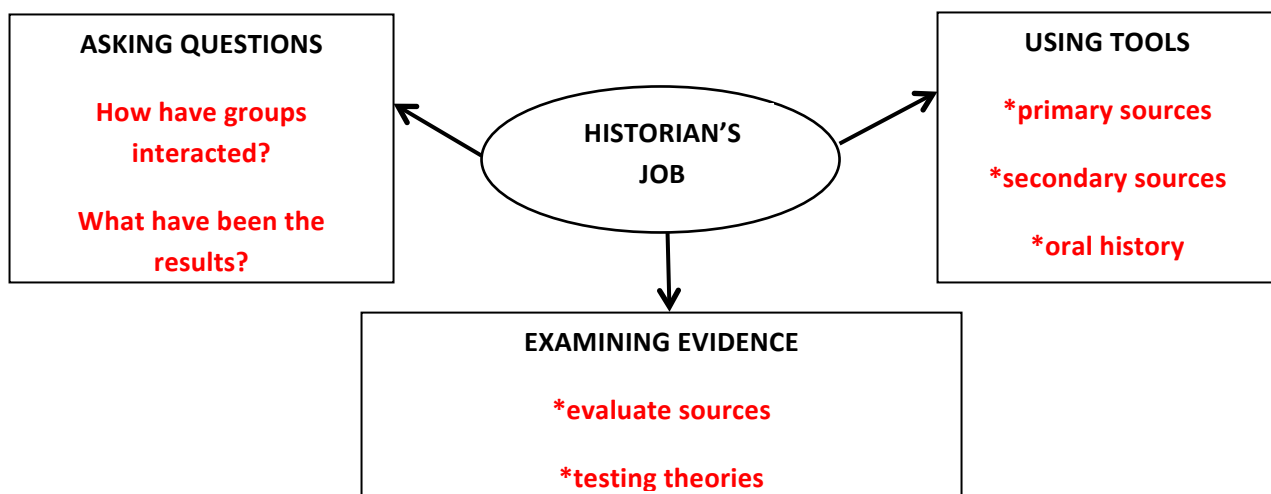 ASKING QUESTIONS
How have groups
interacted?
What have been the
results?
HISTORIAN’S
JOB
USING TOOLS
*primary sources
*secondary sources
*oral history
EXAMINING EVIDENCE
*evaluate sources
*testing theories